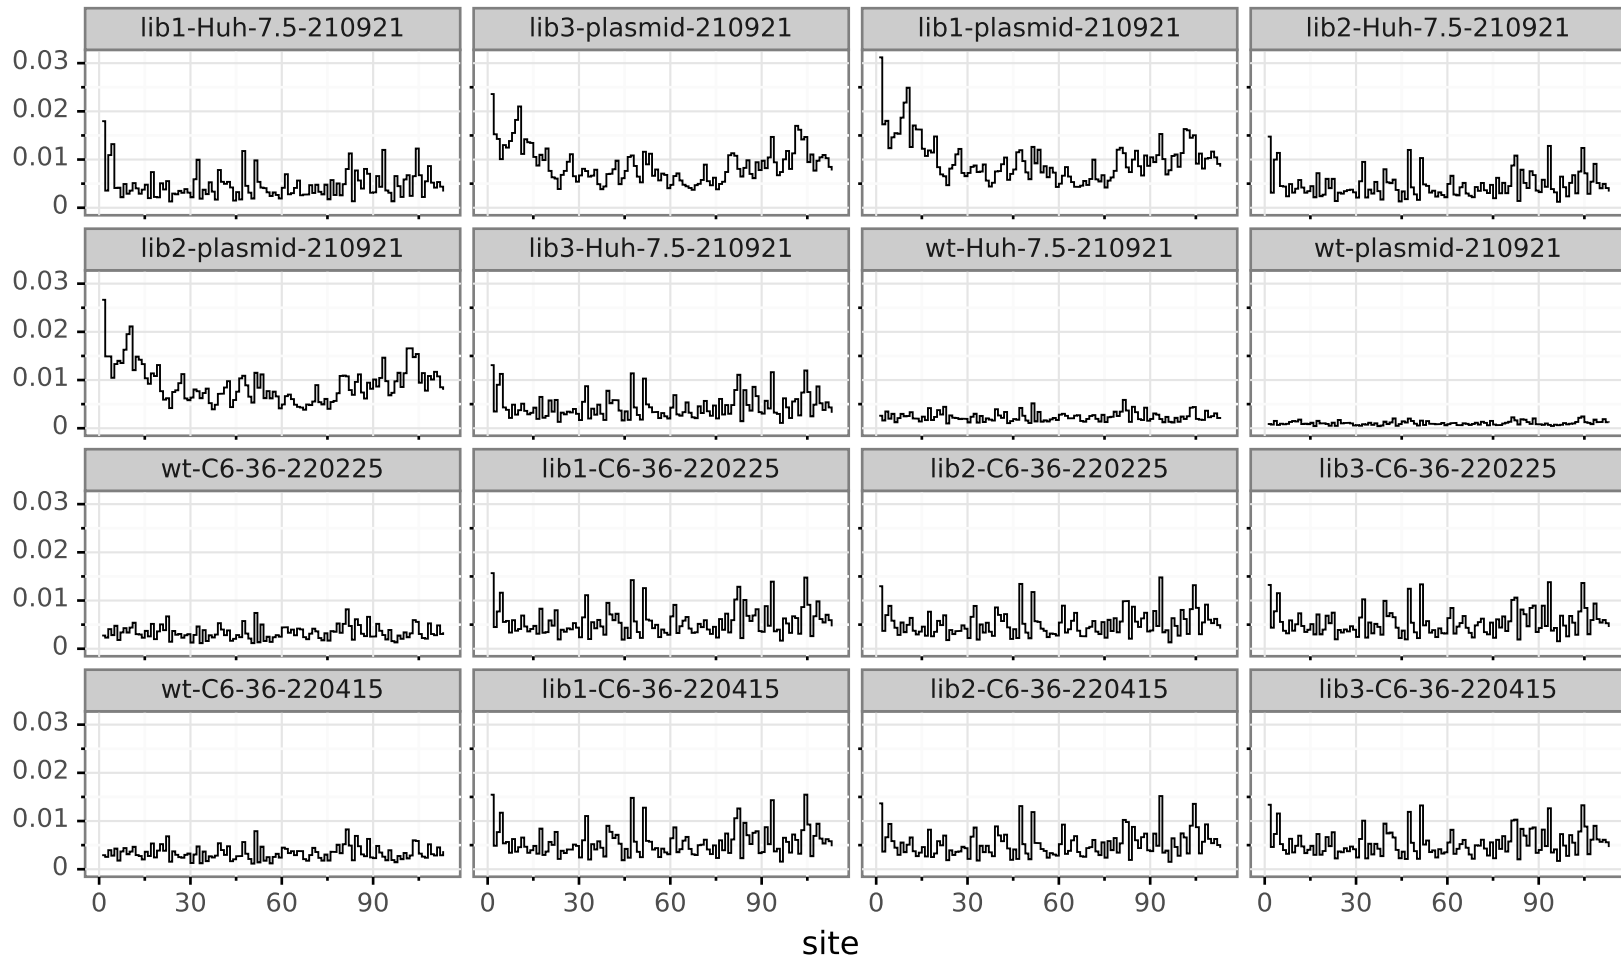 lib1-Huh-7.5-210921 lib3-plasmid-210921 lib1-plasmid-210921 lib2-Huh-7.5-210921
0.03
0.02
0.01
0
lib2-plasmid-210921 lib3-Huh-7.5-210921 wt-Huh-7.5-210921 wt-plasmid-210921
0.03
0.02
0.01
0
wt-C6-36-220225 lib1-C6-36-220225 lib2-C6-36-220225 lib3-C6-36-220225
0.03
0.02
0.01
0
wt-C6-36-220415 lib1-C6-36-220415 lib2-C6-36-220415 lib3-C6-36-220415
0.03
0.02
0.01
0
0 30 60 90 0 30 60 90 0 30 60 90 0 30 60 90
site